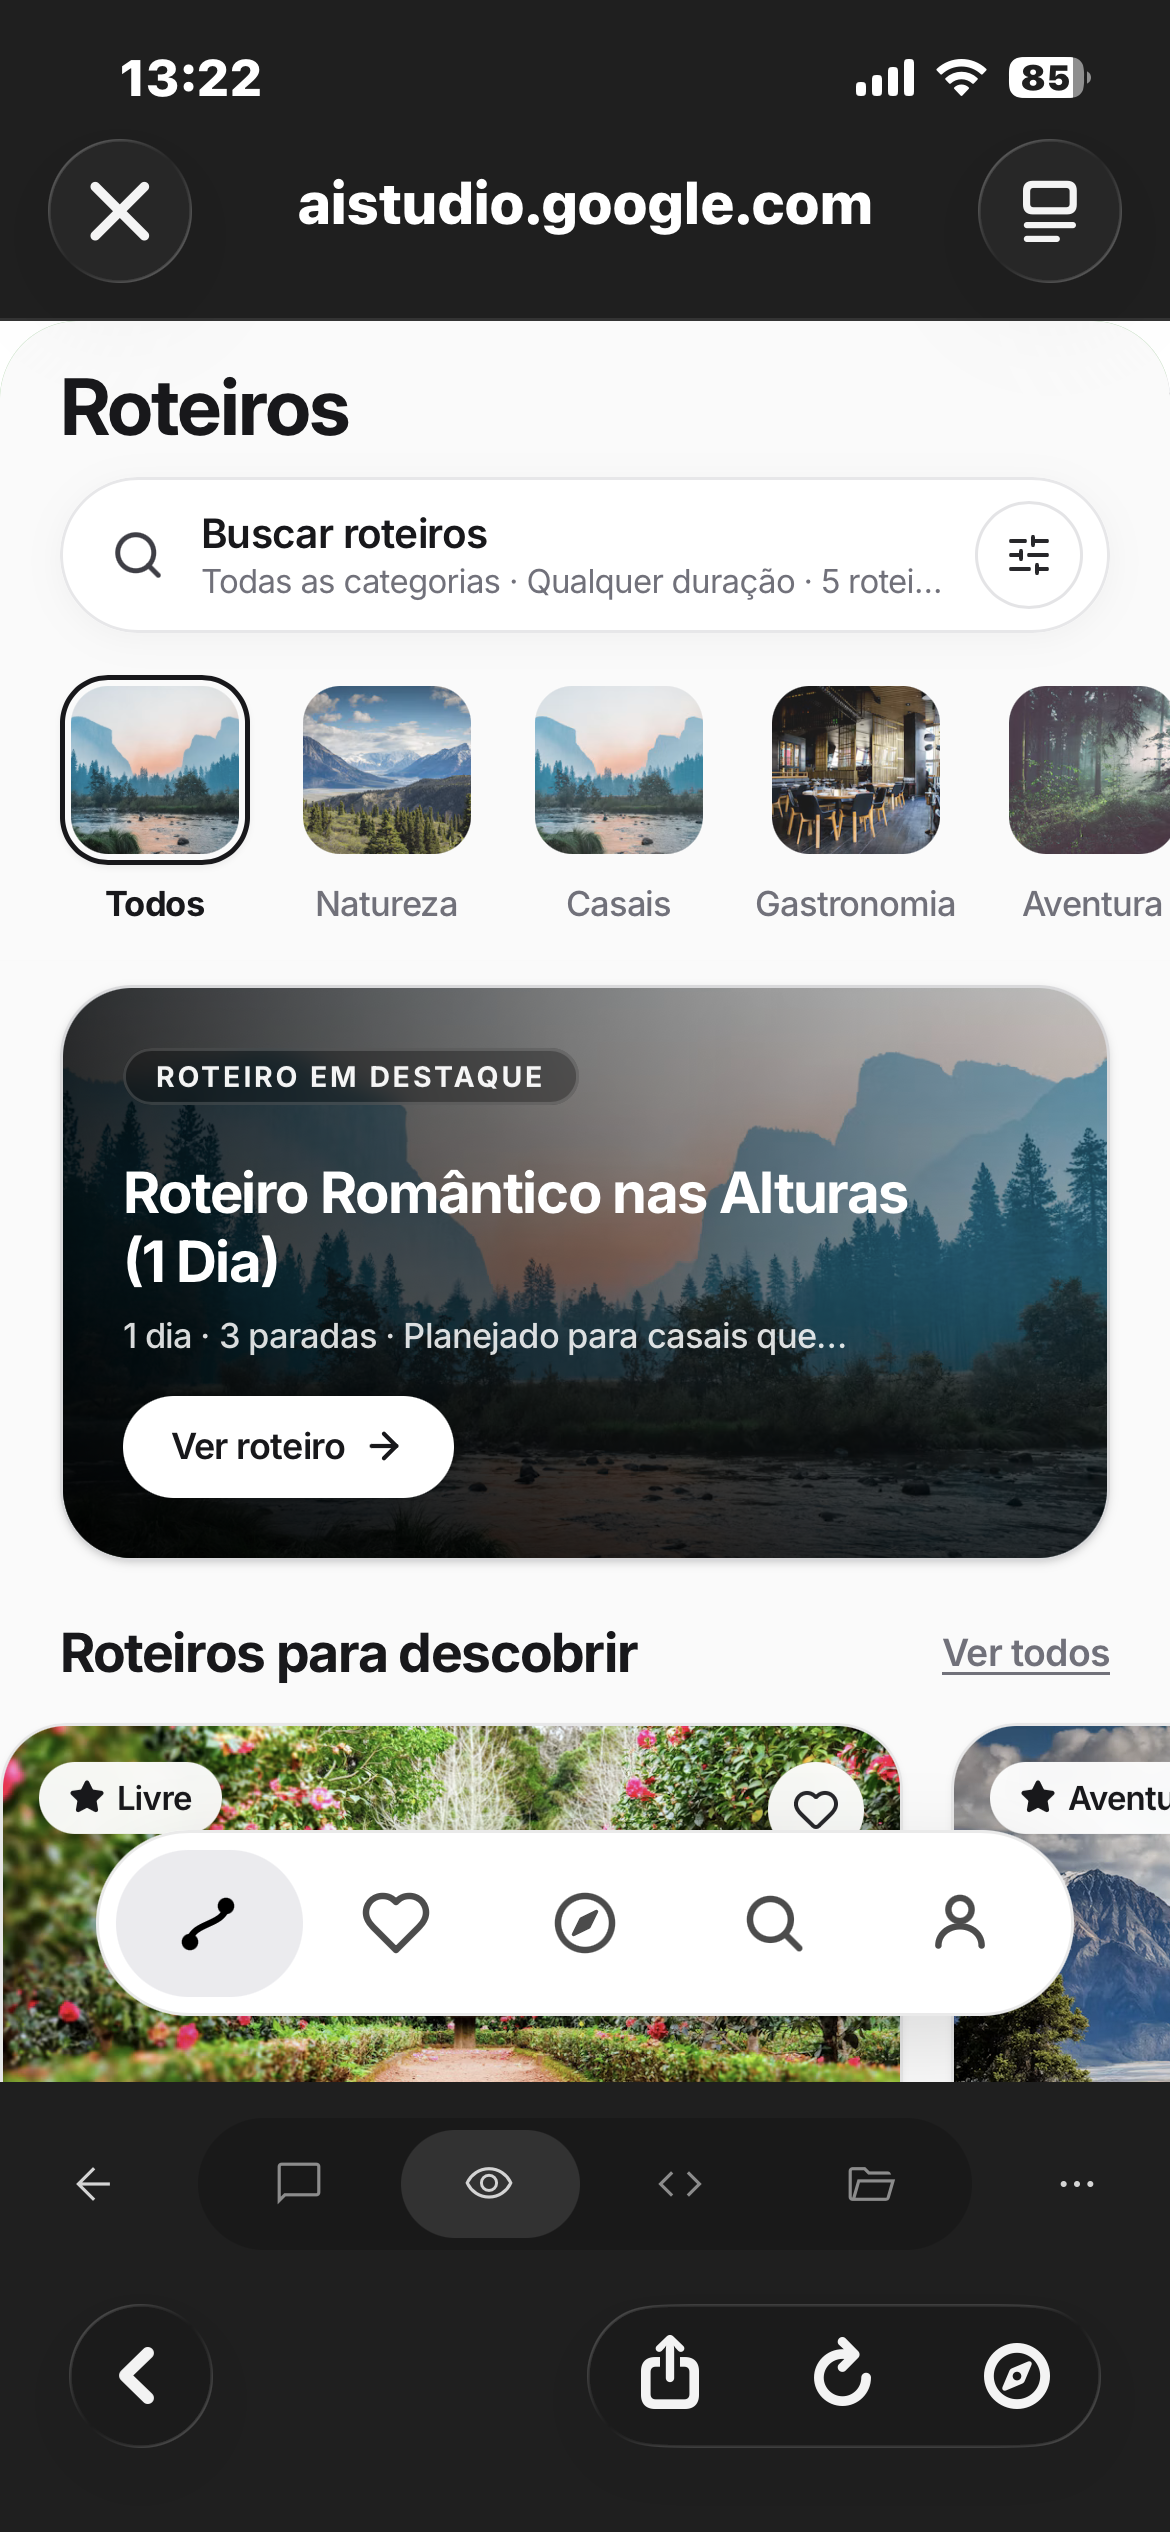 13:22
85
aistudio.google.com
Roteiros
Buscar roteiros
Todas as categorias · Qualquer duração · 5 rotei...
Todos
Natureza
Casais
Gastronomia
Aventura
ROTEIRO EM DESTAQUE
Roteiro Romântico nas Alturas
(1 Dia)
1 dia · 3 paradas · Planejado para casais que...
Ver roteiro
Roteiros para descobrir
Ver todos
Livre
Aventu